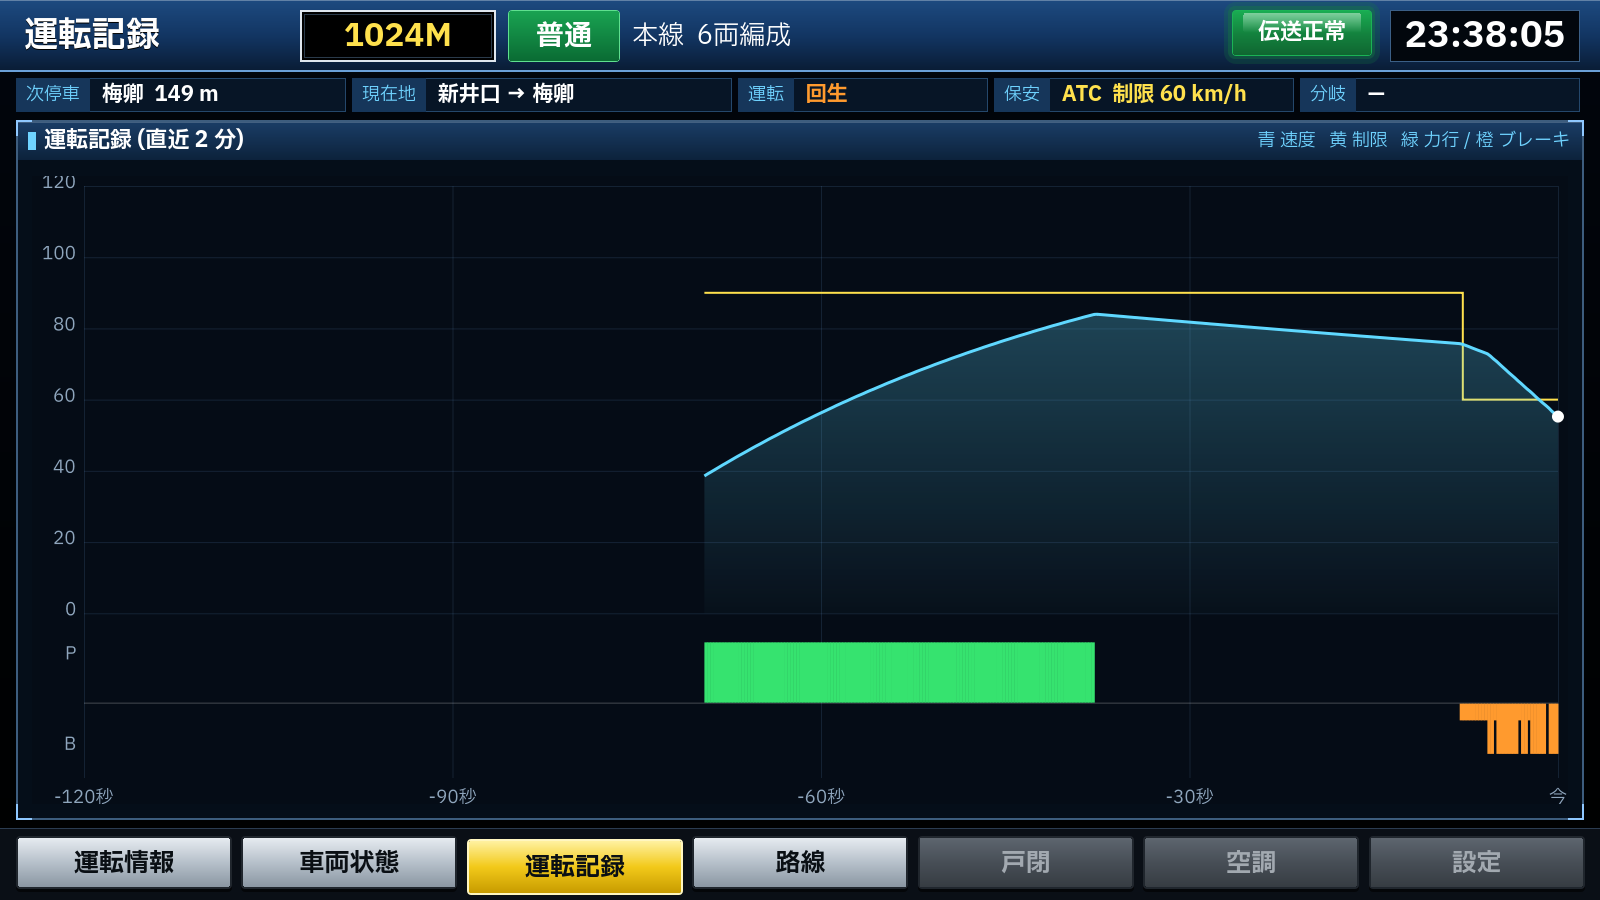 運転記録 1024M 普通 本線 6両編成 伝送正常 23:38:05
次停車 梅郷 149 m 現在地 新井口 → 梅郷 運転 回生 保安 ATC 制限 60 km/h 分岐 —
運転記録 (直近 2 分) 青 速度 黄 制限 緑 力行 / 橙 ブレーキ
120
100
80
60
40
20
0
P
B
-120秒 -90秒 -60秒 -30秒 今
運転情報 車両状態 運転記録 路線 戸閉 空調 設定